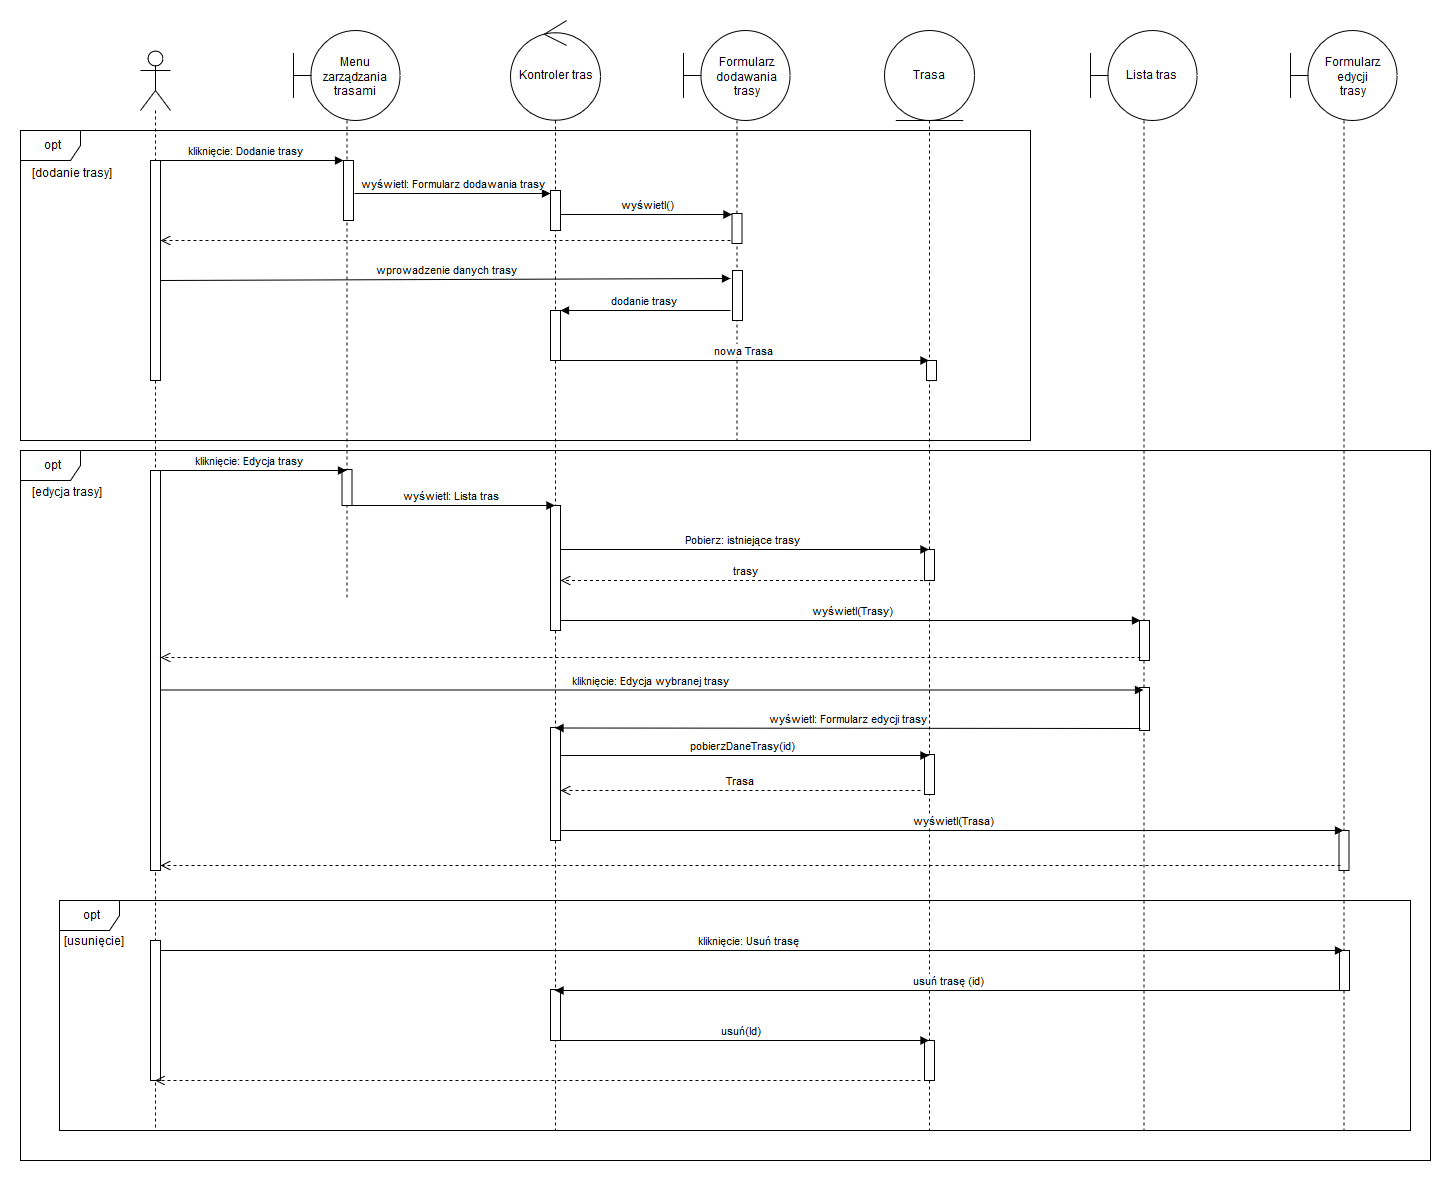 Menu
zarządzania
trasami
Kontroler tras
Formularz
dodawania
trasy
Trasa
Lista tras
Formularz
edycji
trasy
opt
[dodanie trasy]
kliknięcie: Dodanie trasy
wyświetl: Formularz dodawania trasy
wyświetl()
wprowadzenie danych trasy
dodanie trasy
nowa Trasa
opt
[edycja trasy]
kliknięcie: Edycja trasy
wyświetl: Lista tras
Pobierz: istniejące trasy
trasy
wyświetl(Trasy)
kliknięcie: Edycja wybranej trasy
wyświetl: Formularz edycji trasy
pobierzDaneTrasy(id)
Trasa
wyświetl(Trasa)
opt
[usunięcie]
kliknięcie: Usuń trasę
usuń trasę (id)
usuń(Id)